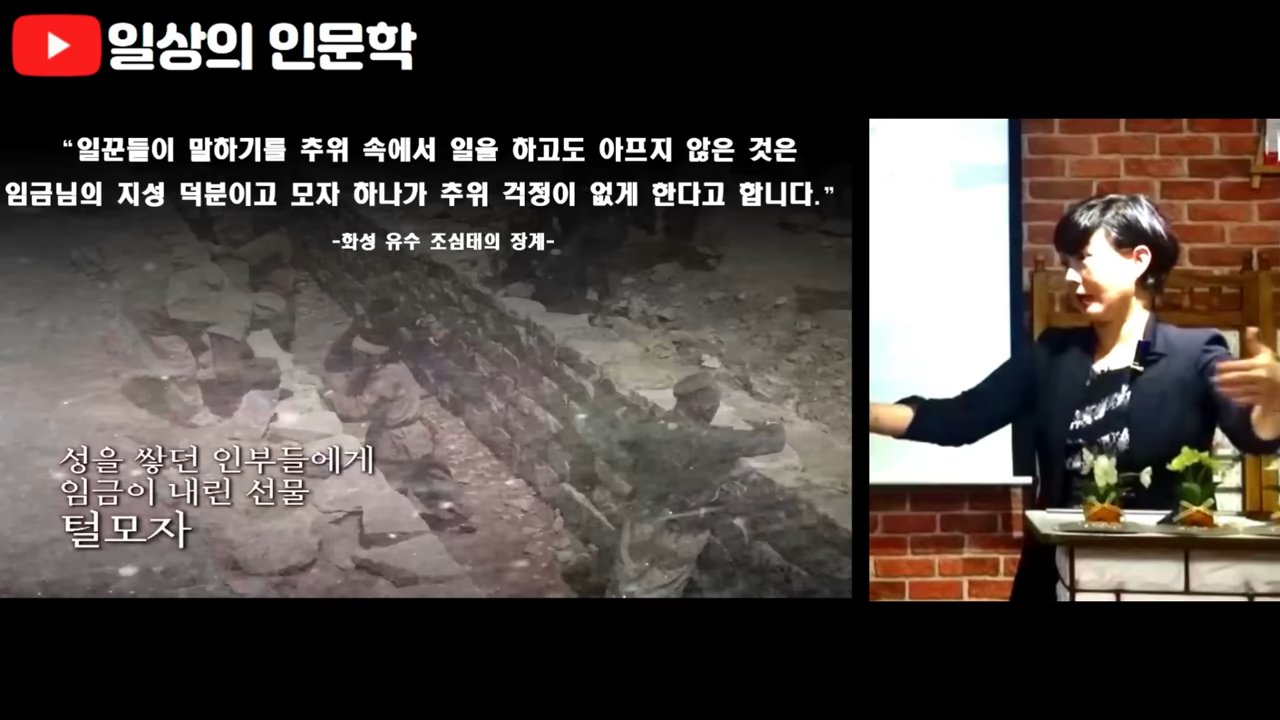 일상의 인문학
“일꾼들이 말하기를 추위 속에서 일을 하고도 아프지 않은 것은
임금님의 지성 덕분이고 모자 하나가 추위 걱정이 없게 한다고 합니다.”
-화성 유수 조심태의 장계-
성을 쌓던 인부들에게
임금이 내린 선물
털모자